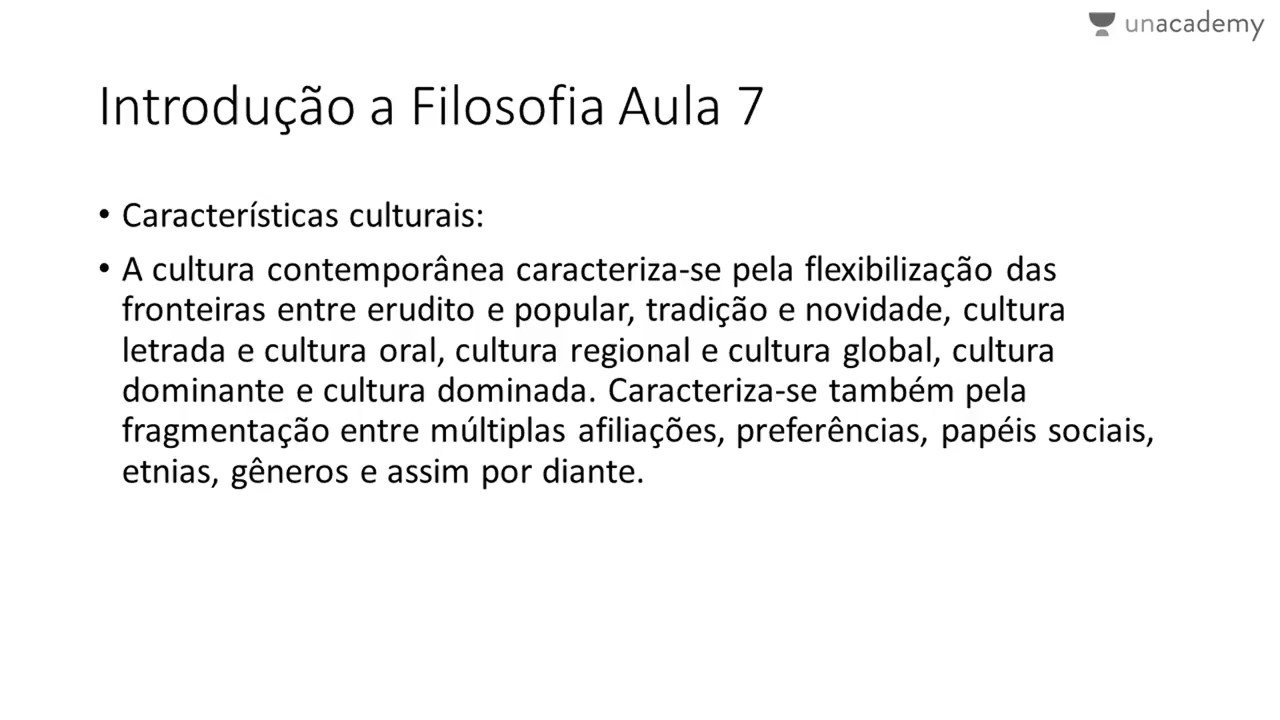 unacademy
Introdução a Filosofia Aula 7
• Características culturais:
• A cultura contemporânea caracteriza-se pela flexibilização das
fronteiras entre erudito e popular, tradição e novidade, cultura
letrada e cultura oral, cultura regional e cultura global, cultura
dominante e cultura dominada. Caracteriza-se também pela
fragmentação entre múltiplas afiliações, preferências, papéis sociais,
etnias, gêneros e assim por diante.